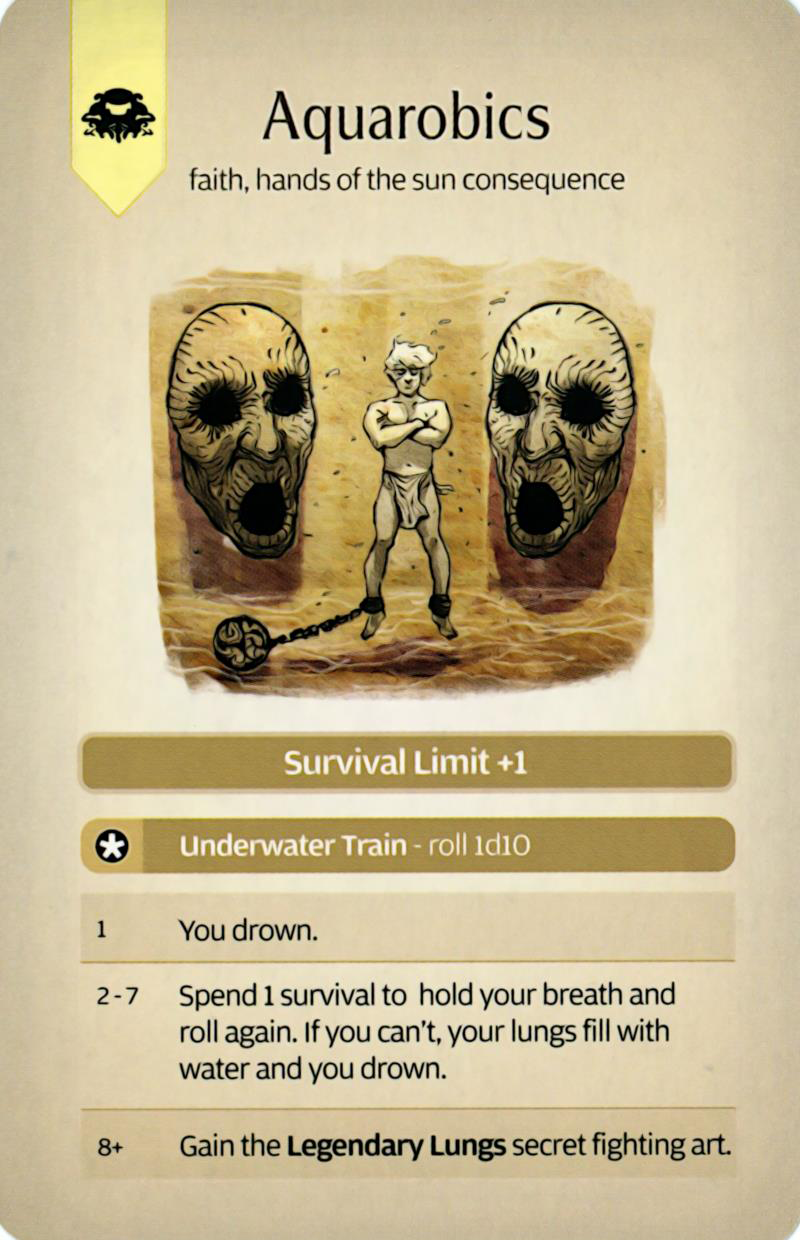 Aquarobics
faith, hands of the sun consequence
Survival Limit +1
Underwater Train - roll 1d10
1 You drown.
2-7 Spend 1 survival to hold your breath and
roll again. If you can't, your lungs fill with
water and you drown.
8+ Gain the Legendary Lungs secret fighting art.